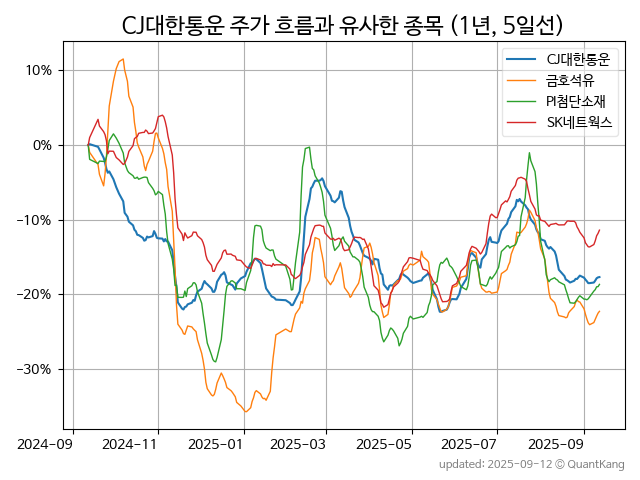 CJ대한통운 주가 흐름과 유사한 종목 (1년, 5일선)
CJ대한통운
금호석유
PI첨단소재
SK네트웍스
10%
0%
−10%
−20%
−30%
2024-09 2024-11 2025-01 2025-03 2025-05 2025-07 2025-09
updated: 2025-09-12 © QuantKang